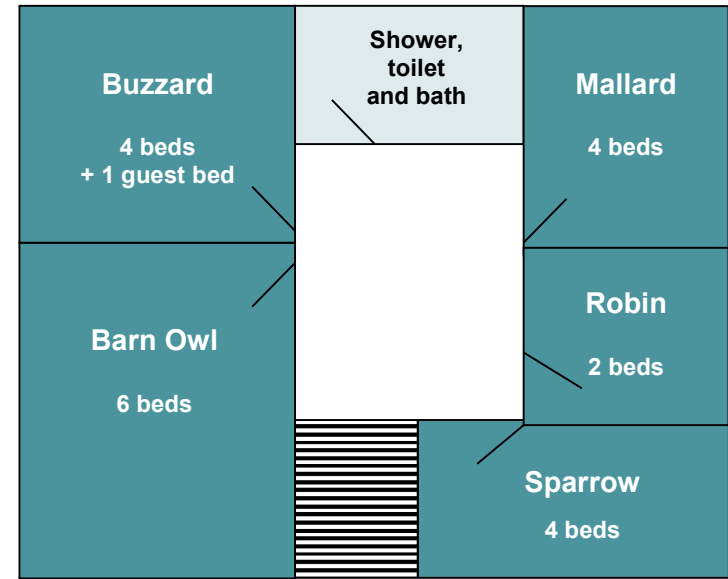 Buzzard
4 beds
+ 1 guest bed
Shower,
toilet
and bath
Mallard
4 beds
Barn Owl
6 beds
Robin
2 beds
Sparrow
4 beds